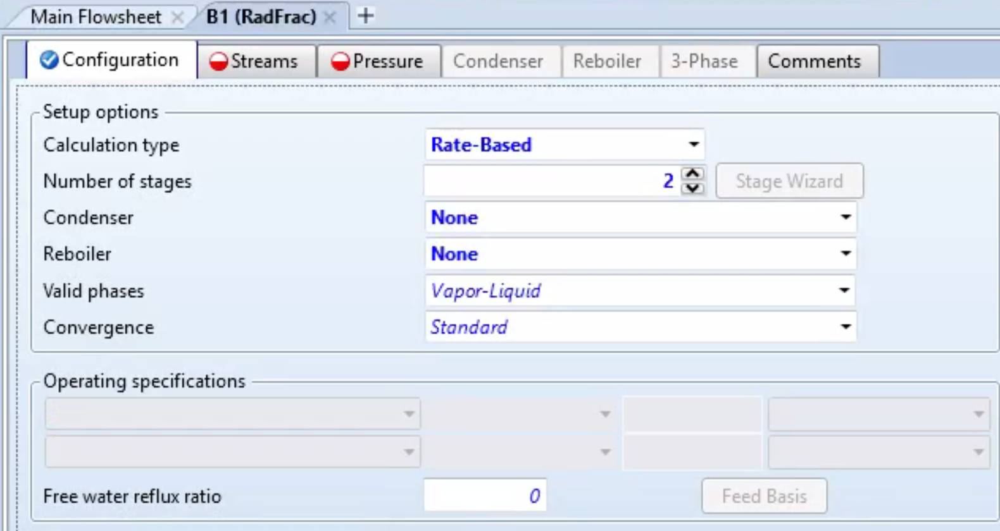 Main Flowsheet B1 (RadFrac) +
Configuration Streams Pressure Condenser Reboiler 3-Phase Comments
Setup options
Calculation type Rate-Based
Number of stages 2 Stage Wizard
Condenser None
Reboiler None
Valid phases Vapor-Liquid
Convergence Standard
Operating specifications
Free water reflux ratio 0 Feed Basis